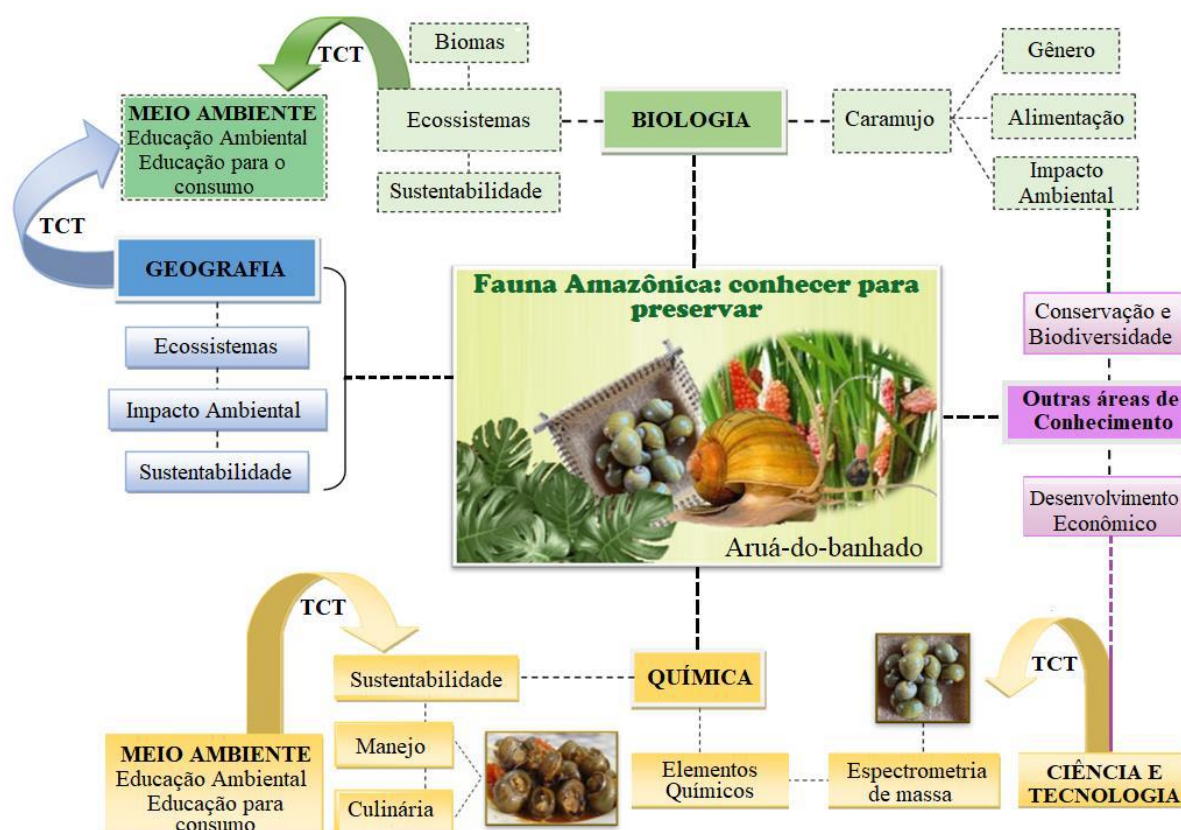 TCT
Biomas
Gênero
MEIO AMBIENTE
Educação Ambiental
Educação para o
consumo
Ecossistemas
BIOLOGIA
Caramujo
Alimentação
Sustentabilidade
Impacto
Ambiental
TCT
GEOGRAFIA
Ecossistemas
Impacto Ambiental
Sustentabilidade
Fauna Amazônica: conhecer para
preservar
Aruá-do-banhado
Conservação e
Biodiversidade
Outras áreas de
Conhecimento
Desenvolvimento
Econômico
TCT
Sustentabilidade
QUÍMICA
TCT
MEIO AMBIENTE
Educação Ambiental
Educação para
consumo
Manejo
Culinária
Elementos
Químicos
Espectrometria
de massa
CIÊNCIA E
TECNOLOGIA